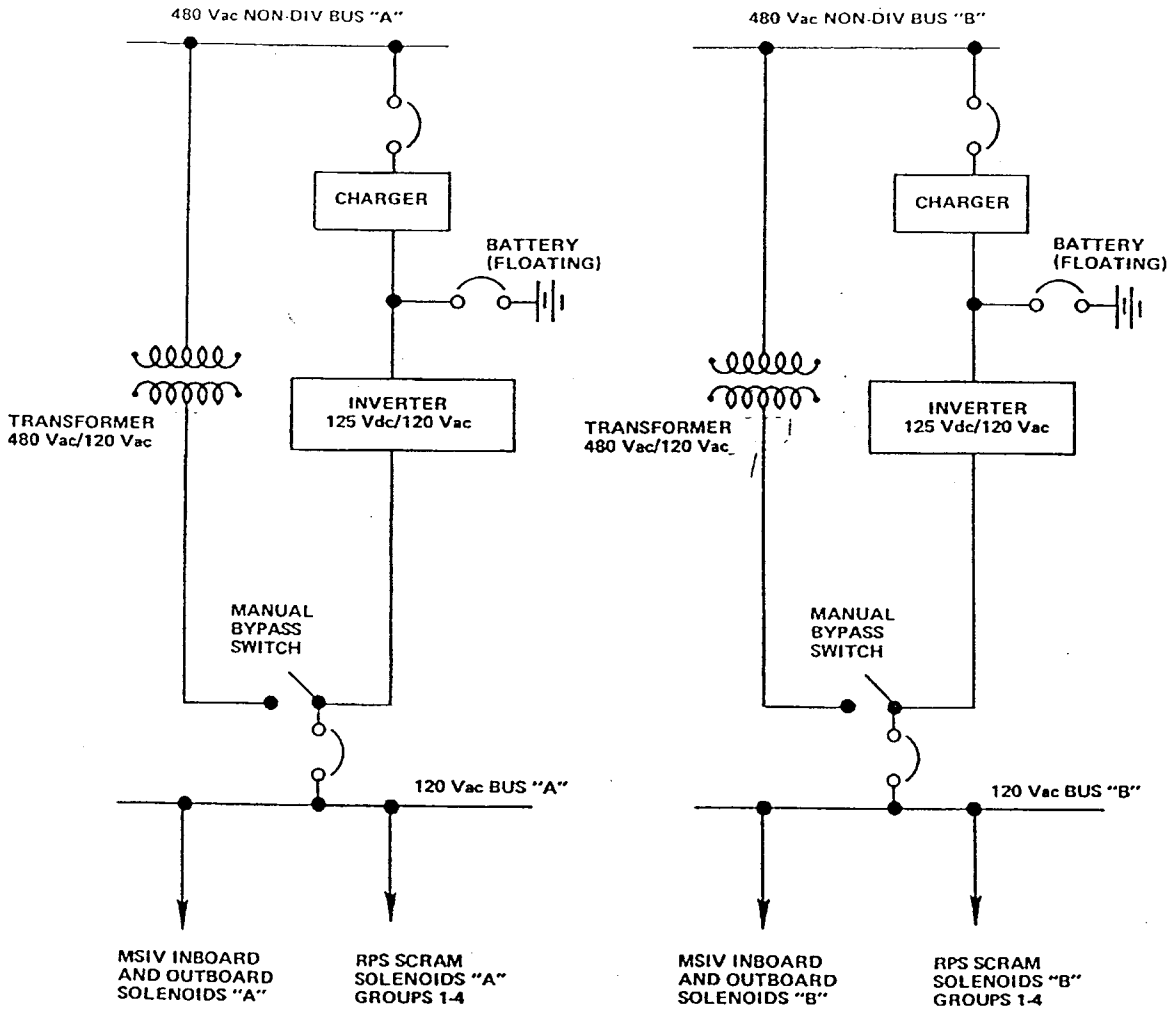 480 Vac NON-DIV BUS "A"
CHARGER
BATTERY
(FLOATING)
TRANSFORMER
480 Vac/120 Vac
INVERTER
125 Vdc/120 Vac
MANUAL
BYPASS
SWITCH
120 Vac BUS "A"
MSIV INBOARD
AND OUTBOARD
SOLENOIDS "A"
RPS SCRAM
SOLENOIDS "A"
GROUPS 1-4
480 Vac NON-DIV BUS "B"
CHARGER
BATTERY
(FLOATING)
TRANSFORMER
480 Vac/120 Vac
INVERTER
125 Vdc/120 Vac
MANUAL
BYPASS
SWITCH
120 Vac BUS "B"
MSIV INBOARD
AND OUTBOARD
SOLENOIDS "B"
RPS SCRAM
SOLENOIDS "B"
GROUPS 1-4